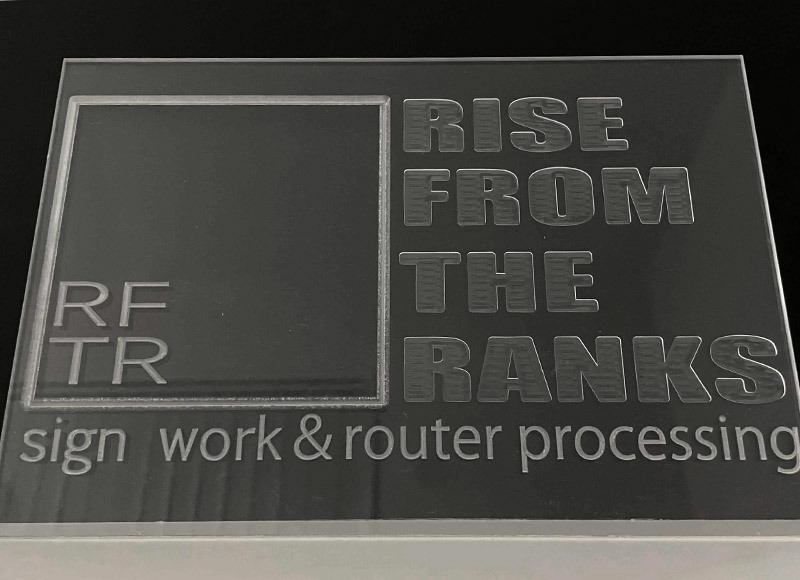 RF
TR
RISE
FROM
THE
RANKS
sign work & router processing